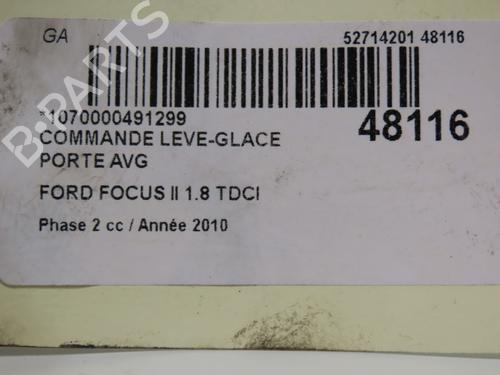 GA
52714201 48116
B-PARTS
*1070000491299
48116
COMMANDE LEVE-GLACE
PORTE AVG
FORD FOCUS II 1.8 TDCI
Phase 2 cc / Année 2010